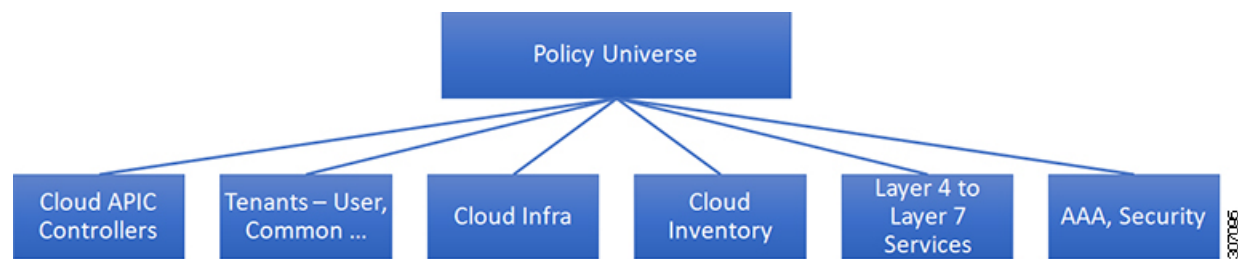 Policy Universe
Cloud APIC
Controllers
Tenants – User,
Common ...
Cloud Infra
Cloud
Inventory
Layer 4 to
Layer 7
Services
AAA, Security
307095